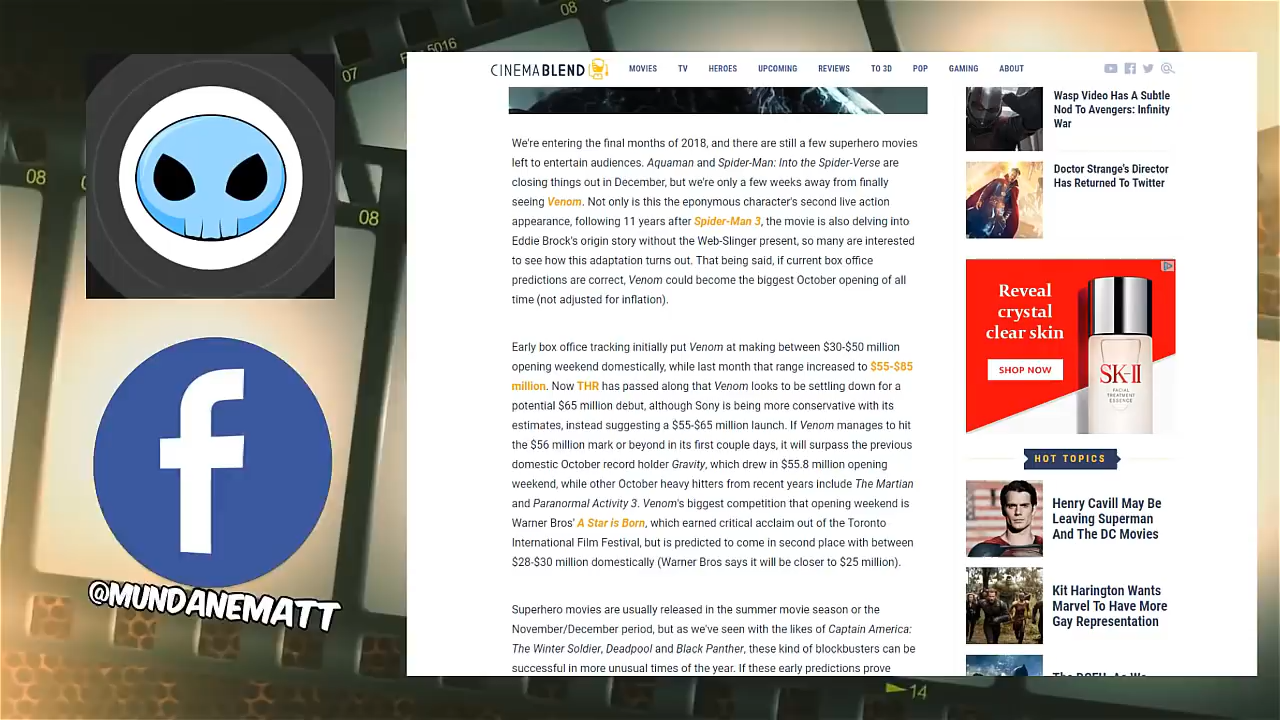 08
5016
07
08
08
@MUNDANEMATT
14
CINEMABLEND
MOVIES TV HEROES UPCOMING REVIEWS TO 3D POP GAMING ABOUT
We're entering the final months of 2018, and there are still a few superhero movies
left to entertain audiences. Aquaman and Spider-Man: Into the Spider-Verse are
closing things out in December, but we're only a few weeks away from finally
seeing Venom. Not only is this the eponymous character's second live action
appearance, following 11 years after Spider-Man 3, the movie is also delving into
Eddie Brock's origin story without the Web-Slinger present, so many are interested
to see how this adaptation turns out. That being said, if current box office
predictions are correct, Venom could become the biggest October opening of all
time (not adjusted for inflation).
Early box office tracking initially put Venom at making between $30-$50 million
opening weekend domestically, while last month that range increased to $55-$85
million. Now THR has passed along that Venom looks to be settling down for a
potential $65 million debut, although Sony is being more conservative with its
estimates, instead suggesting a $55-$65 million launch. If Venom manages to hit
the $56 million mark or beyond in its first couple days, it will surpass the previous
domestic October record holder Gravity, which drew in $55.8 million opening
weekend, while other October heavy hitters from recent years include The Martian
and Paranormal Activity 3. Venom's biggest competition that opening weekend is
Warner Bros' A Star is Born, which earned critical acclaim out of the Toronto
International Film Festival, but is predicted to come in second place with between
$28-$30 million domestically (Warner Bros says it will be closer to $25 million).
Superhero movies are usually released in the summer movie season or the
November/December period, but as we've seen with the likes of Captain America:
The Winter Soldier, Deadpool and Black Panther, these kind of blockbusters can be
successful in more unusual times of the year. If these early predictions prove
Wasp Video Has A Subtle
Nod To Avengers: Infinity
War
Doctor Strange's Director
Has Returned To Twitter
Reveal
crystal
clear skin
SHOP NOW
SK-II
FACIAL
TREATMENT
ESSENCE
HOT TOPICS
Henry Cavill May Be
Leaving Superman
And The DC Movies
Kit Harington Wants
Marvel To Have More
Gay Representation